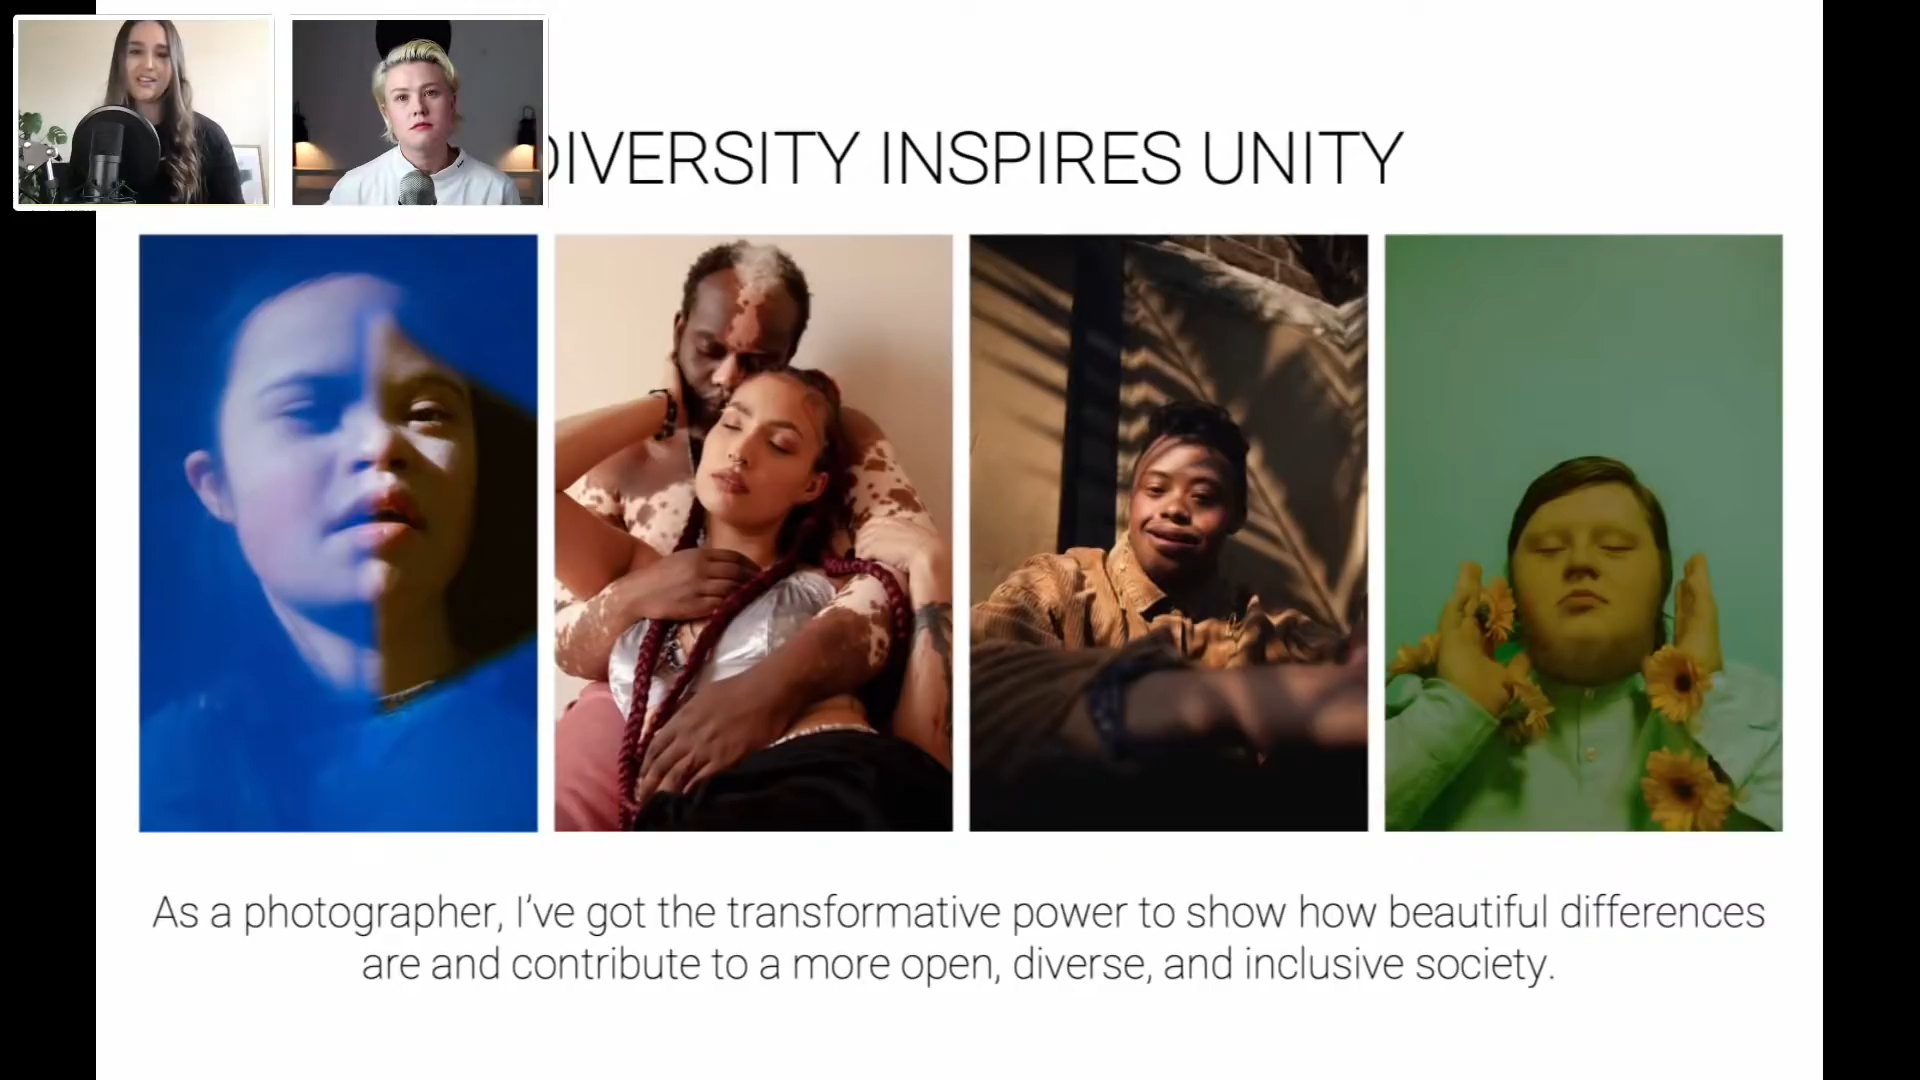 DIVERSITY INSPIRES UNITY
As a photographer, I've got the transformative power to show how beautiful differences
are and contribute to a more open, diverse, and inclusive society.